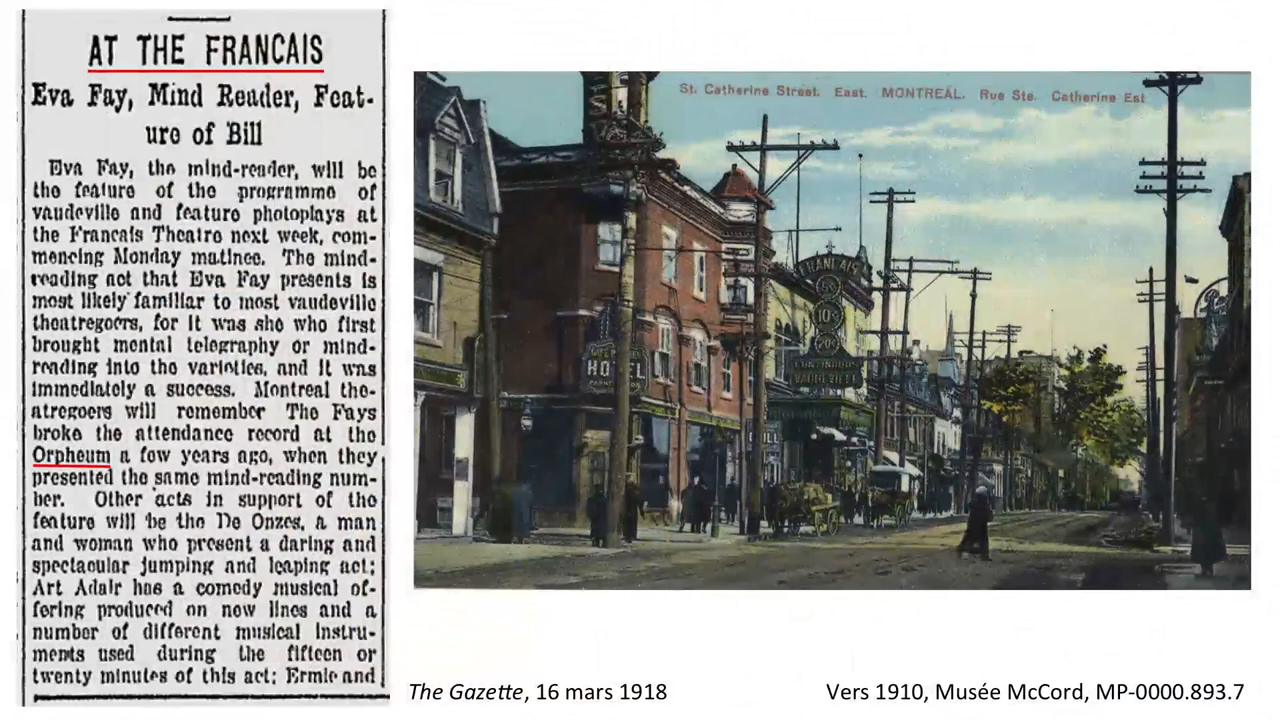 AT THE FRANCAIS
Eva Fay, Mind Reader, Feat-
ure of Bill
Eva Fay, the mind-reader, will be
the feature of the programme of
vaudeville and feature photoplays at
the Francais Theatre next week, com-
mencing Monday matinee. The mind-
reading act that Eva Fay presents is
most likely familiar to most vaudeville
theatregoers, for it was she who first
brought mental telegraphy or mind-
reading into the varieties, and it was
immediately a success. Montreal the-
atregoers will remember The Fays
broke the attendance record at the
Orpheum a few years ago, when they
presented the same mind-reading num-
ber. Other acts in support of the
feature will be the De Onzes, a man
and woman who present a daring and
spectacular jumping and leaping act;
Art Adair has a comedy musical of-
fering produced on new lines and a
number of different musical instru-
ments used during the fifteen or
twenty minutes of this act; Ermie and
St. Catherine Street. East. MONTREAL. Rue Ste. Catherine Est
FRANCAIS
5¢
10¢
20¢
CONTINUOUS
VAUDEVILLE
HOTEL
The Gazette, 16 mars 1918
Vers 1910, Musée McCord, MP-0000.893.7